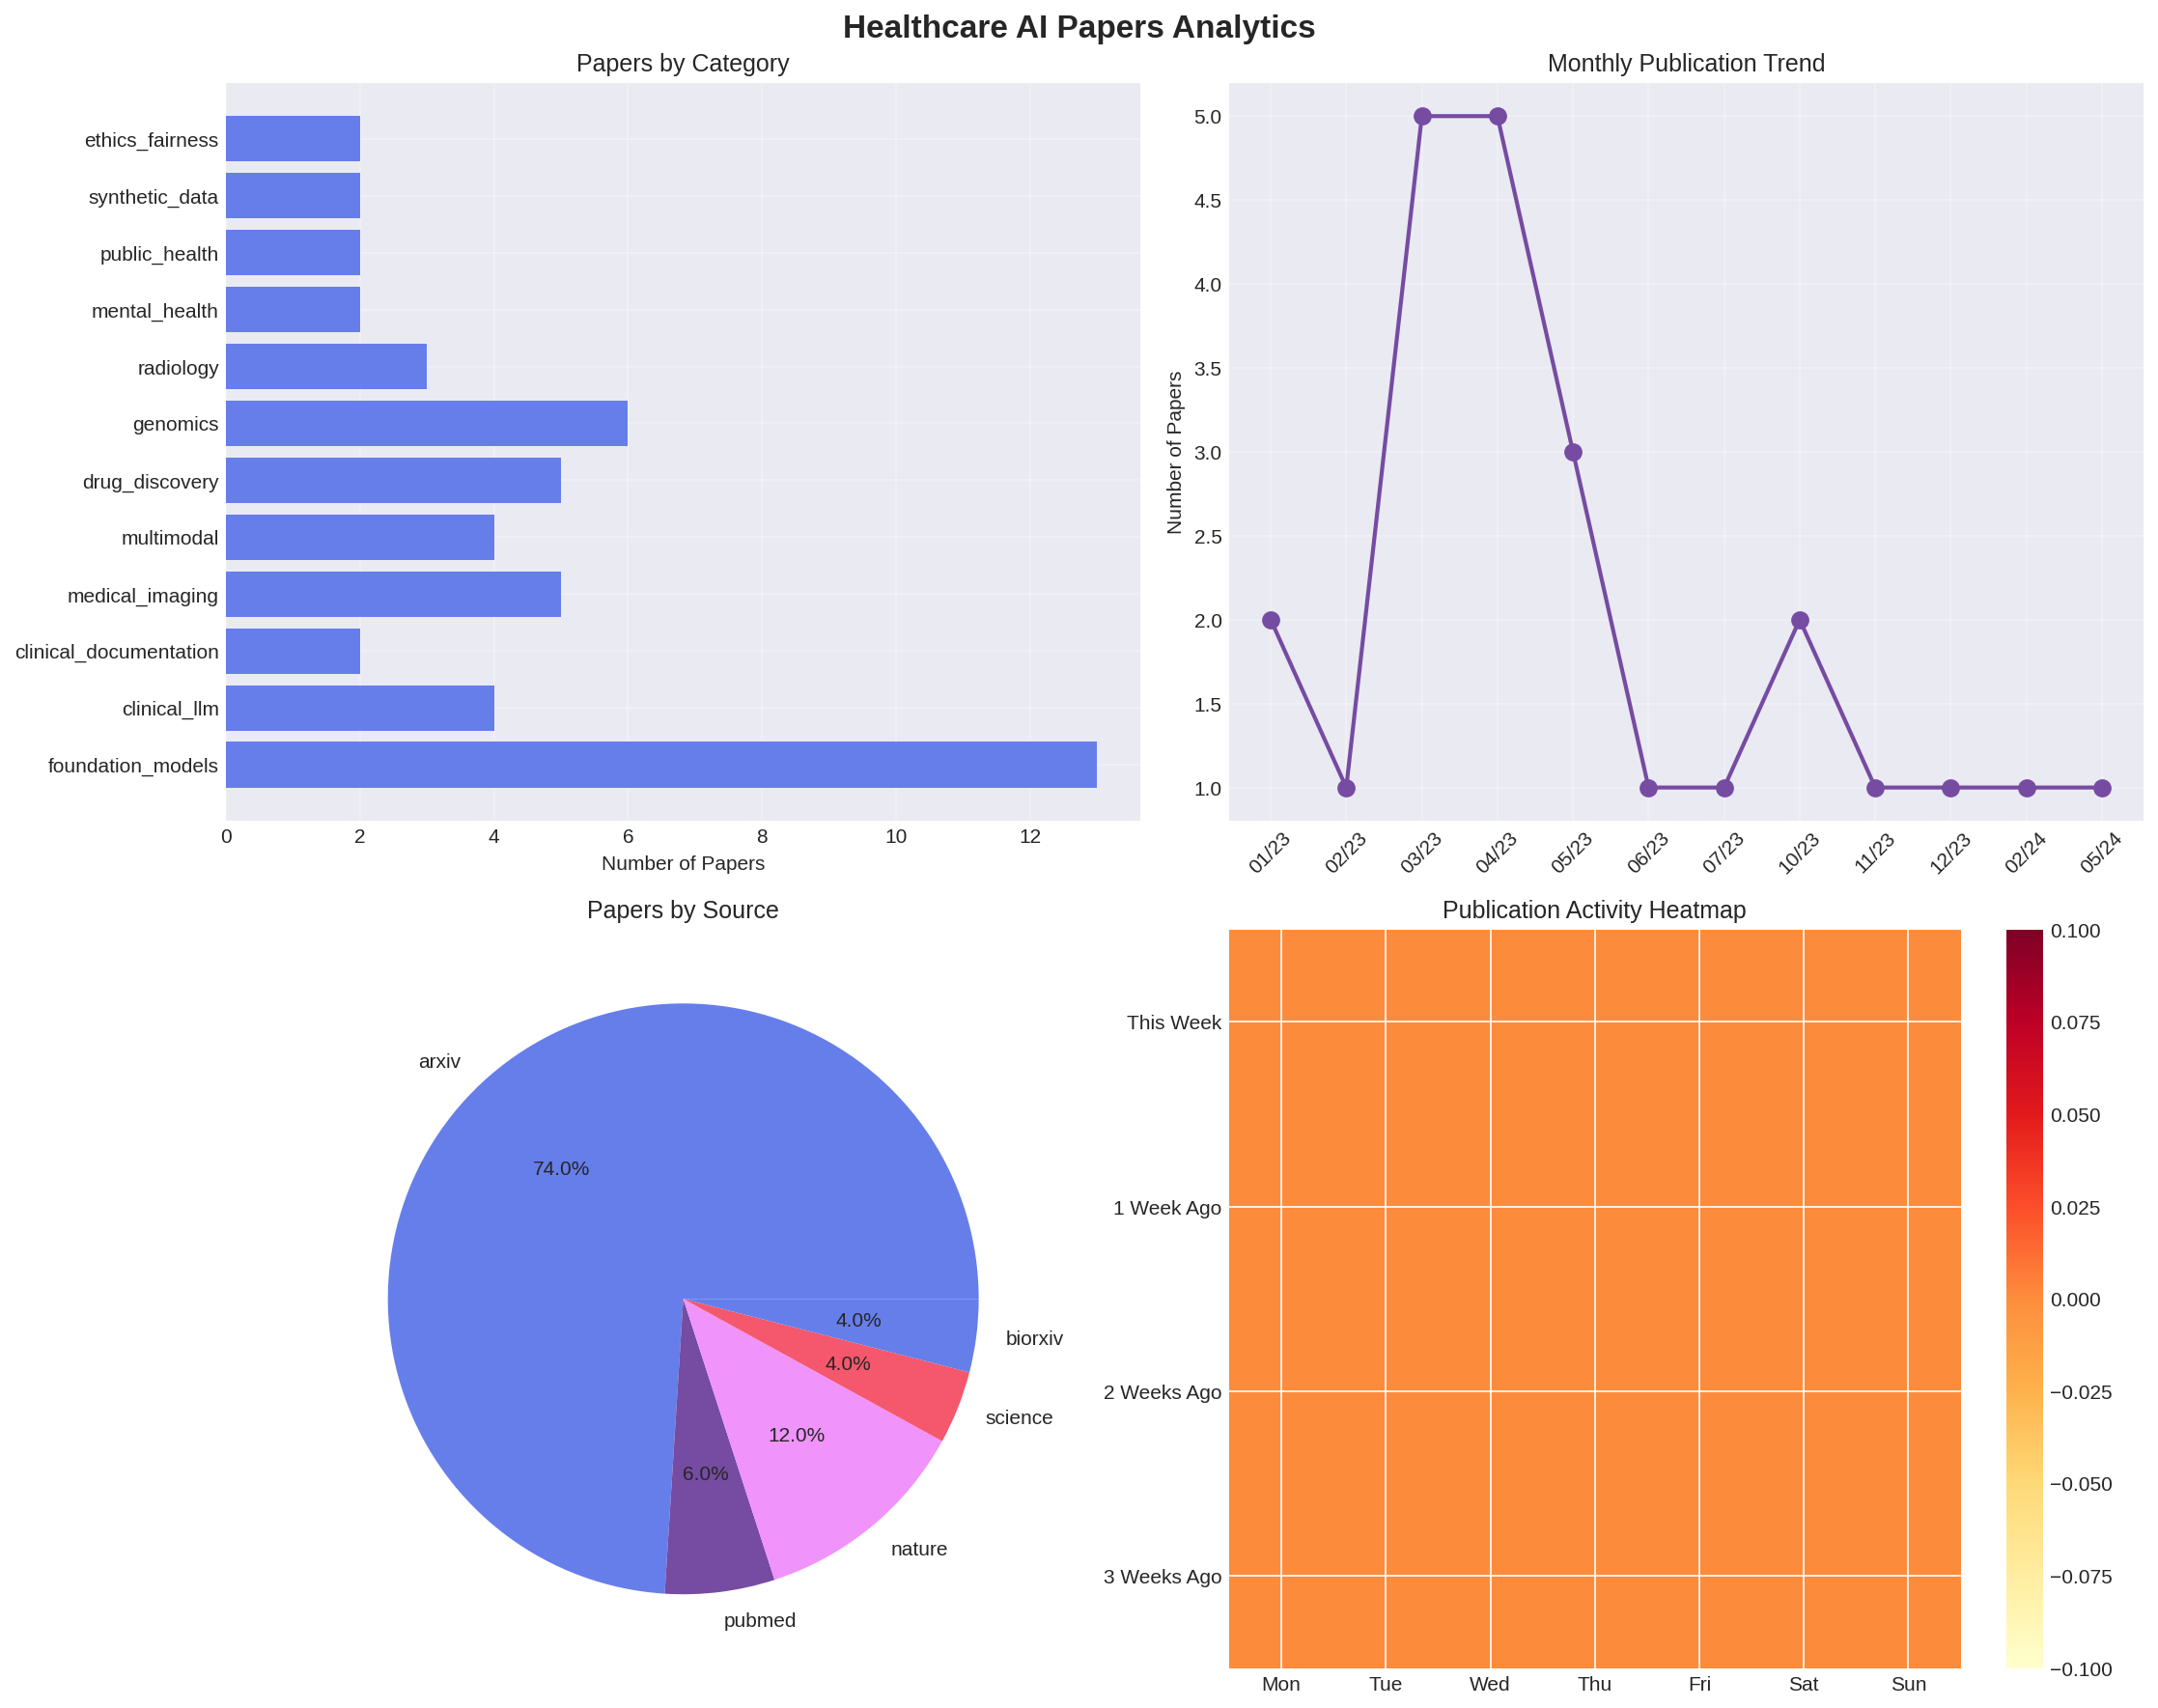 Healthcare AI Papers Analytics
Papers by Category
ethics_fairness
synthetic_data
public_health
mental_health
radiology
genomics
drug_discovery
multimodal
medical_imaging
clinical_documentation
clinical_llm
foundation_models
0 2 4 6 8 10 12
Number of Papers
Monthly Publication Trend
Number of Papers
5.0
4.5
4.0
3.5
3.0
2.5
2.0
1.5
1.0
01/23 02/23 03/23 04/23 05/23 06/23 07/23 10/23 11/23 12/23 02/24 05/24
Papers by Source
arxiv
74.0%
4.0%
biorxiv
4.0%
science
12.0%
nature
6.0%
pubmed
Publication Activity Heatmap
This Week
1 Week Ago
2 Weeks Ago
3 Weeks Ago
Mon Tue Wed Thu Fri Sat Sun
0.100
0.075
0.050
0.025
0.000
−0.025
−0.050
−0.075
−0.100